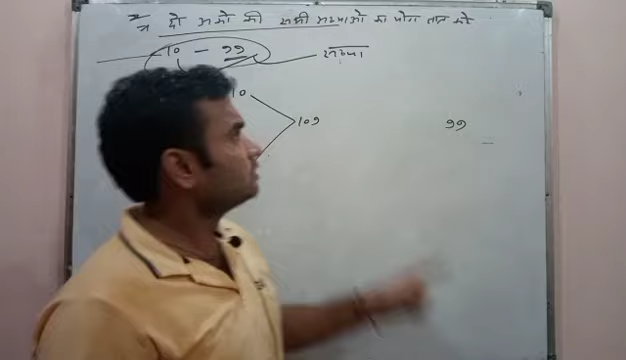 दो अंको की सभी संख्याओ का योग ज्ञात करे
10 - 99 संख्या
10
109 99